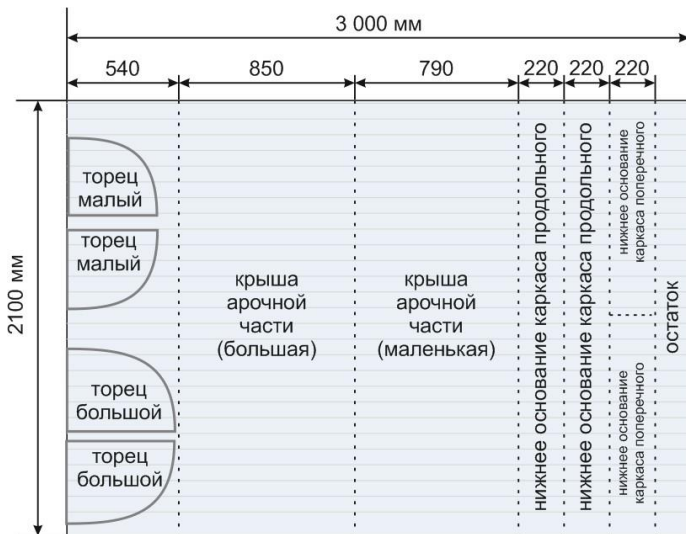 3 000 мм
540
850
790
220
220
220
2100 мм
торец
малый
торец
малый
торец
большой
торец
большой
крыша
арочной
части
(большая)
крыша
арочной
части
(маленькая)
нижнее основание каркаса продольного
нижнее основание каркаса продольного
нижнее основание
каркаса поперечного
нижнее основание
каркаса поперечного
остаток